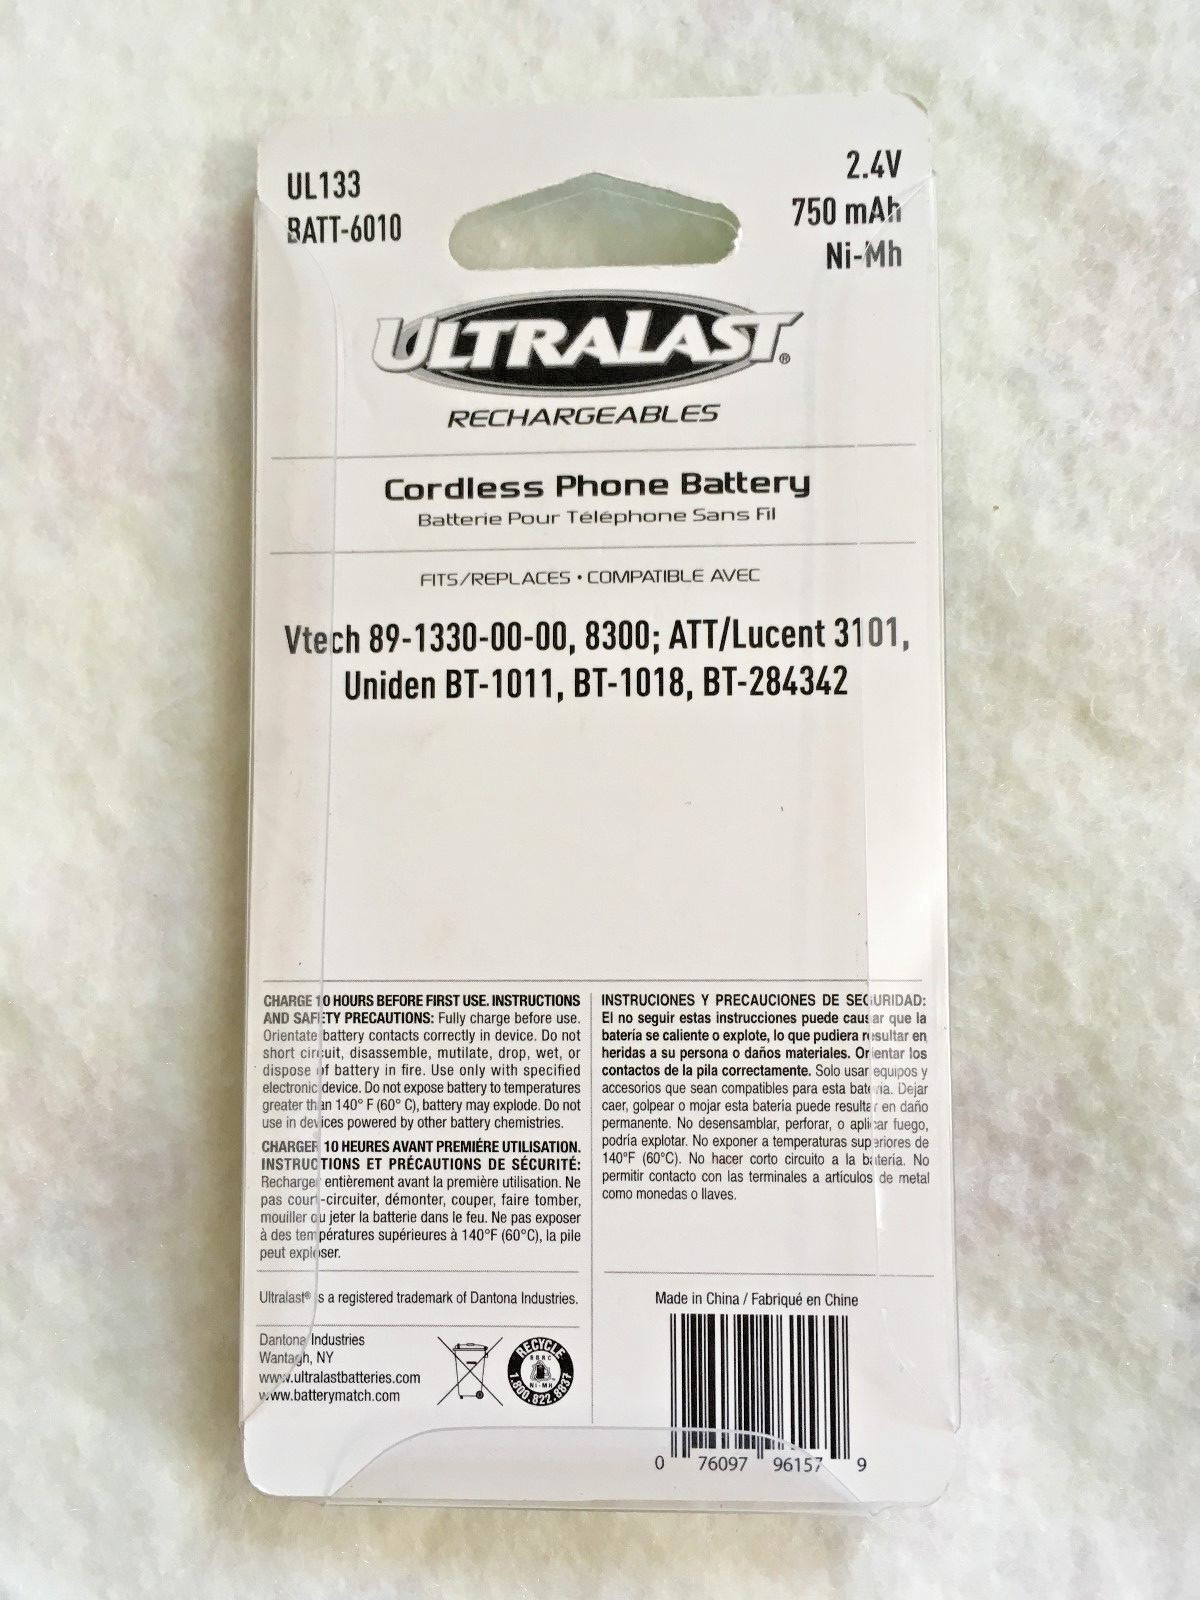 UL133
BATT-6010
2.4V
750 mAh
Ni-Mh
ULTRALAST®
RECHARGEABLES
Cordless Phone Battery
Batterie Pour Téléphone Sans Fil
FITS/REPLACES • COMPATIBLE AVEC
Vtech 89-1330-00-00, 8300; ATT/Lucent 3101,
Uniden BT-1011, BT-1018, BT-284342
CHARGE 10 HOURS BEFORE FIRST USE. INSTRUCTIONS
AND SAFETY PRECAUTIONS: Fully charge before use.
Orientate battery contacts correctly in device. Do not
short circuit, disassemble, mutilate, drop, wet, or
dispose of battery in fire. Use only with specified
electronic device. Do not expose battery to temperatures
greater than 140° F (60° C), battery may explode. Do not
use in devices powered by other battery chemistries.
CHARGER 10 HEURES AVANT PREMIÉRE UTILISATION.
INSTRUCTIONS ET PRÉCAUTIONS DE SÉCURITÉ:
Recharger entièrement avant la première utilisation. Ne
pas court-circuiter, démonter, couper, faire tomber,
mouiller ou jeter la batterie dans le feu. Ne pas exposer
à des températures supérieures à 140°F (60°C), la pile
peut exploser.
INSTRUCIONES Y PRECAUCIONES DE SEGURIDAD:
El no seguir estas instrucciones puede causar que la
batería se caliente o explote, lo que pudiera resultar en
heridas a su persona o daños materiales. Orientar los
contactos de la pila correctamente. Solo usar equipos y
accesorios que sean compatibles para esta batería. Dejar
caer, golpear o mojar esta batería puede resultar en daño
permanente. No desensamblar, perforar, o aplicar fuego,
podría explotar. No exponer a temperaturas superiores de
140°F (60°C). No hacer corto circuito a la batería. No
permitir contacto con las terminales a artículos de metal
como monedas o llaves.
Ultralast® is a registered trademark of Dantona Industries.
Dantona Industries
Wantagh, NY
www.ultralastbatteries.com
www.batterymatch.com
RECYCLE
RBRC
NI-MH
1.800.822.8837
Made in China / Fabriqué en Chine
0 76097 96157 9